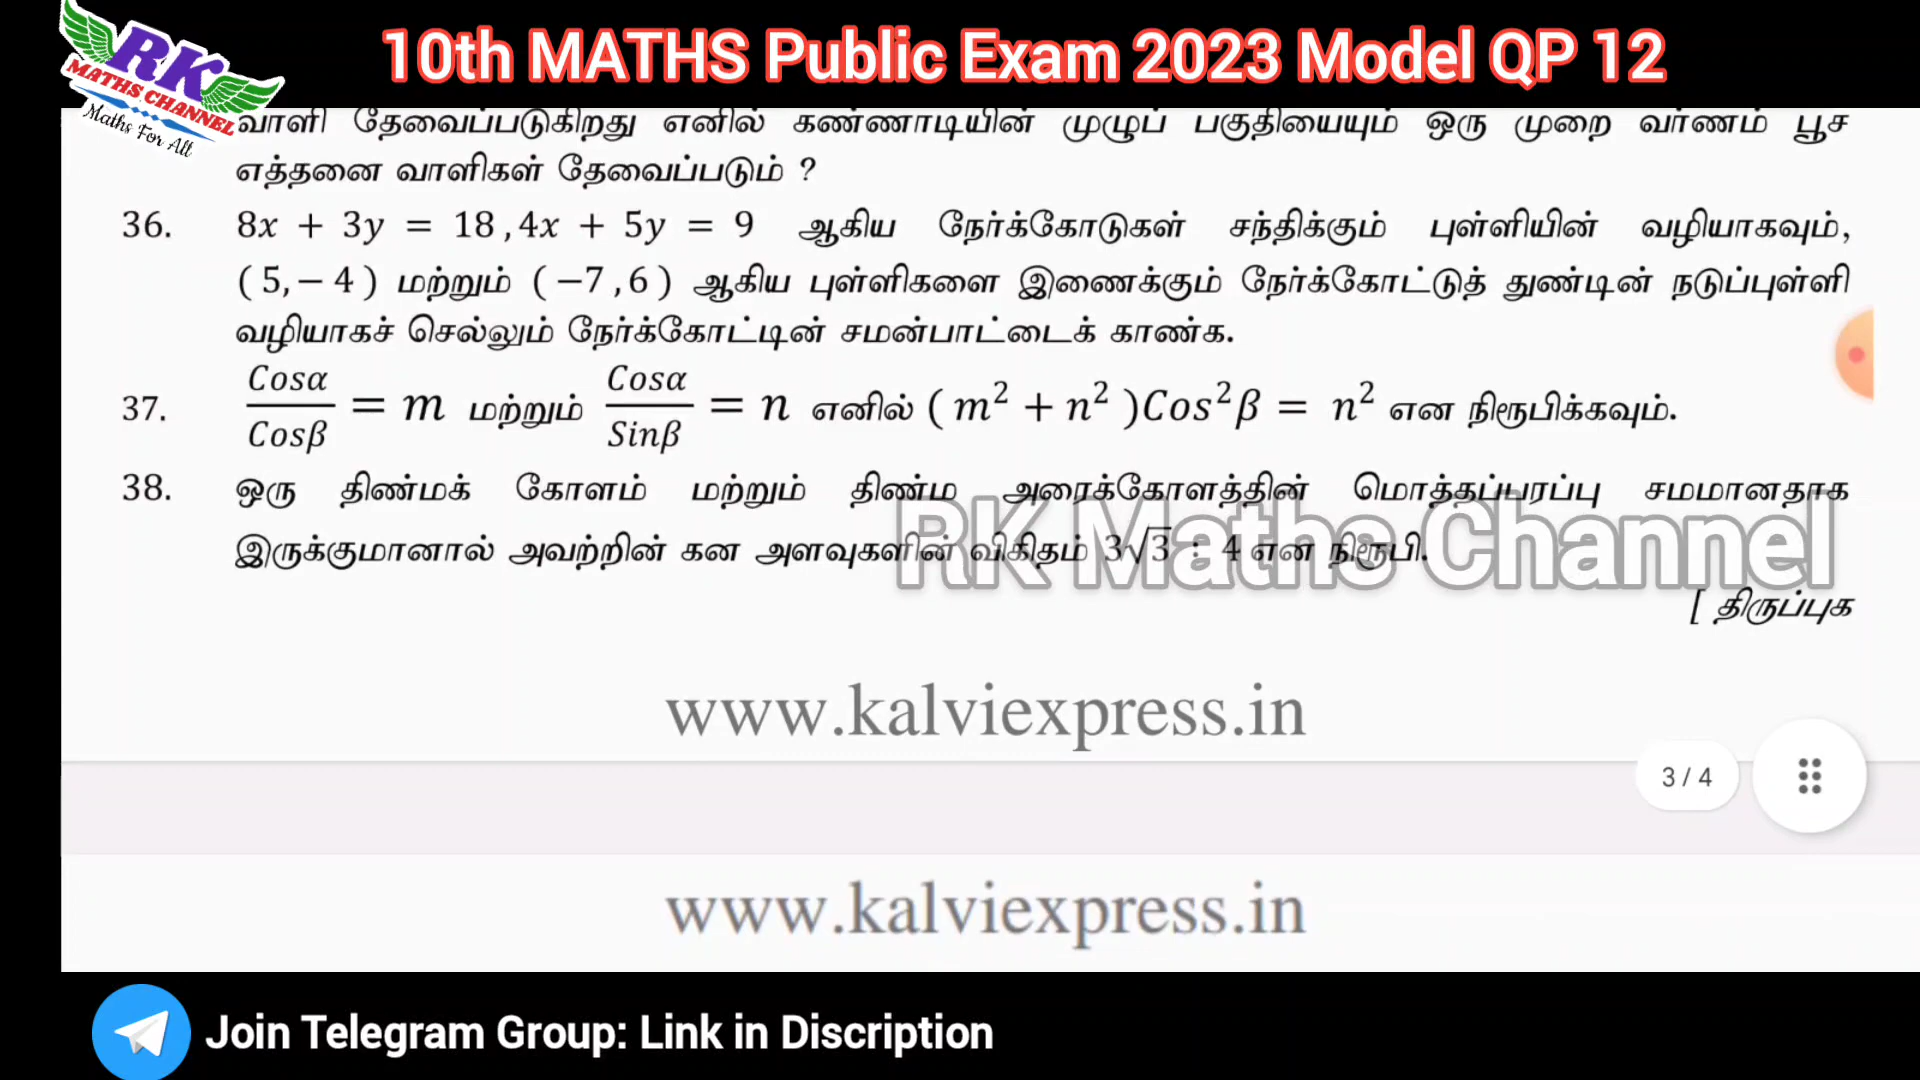 10th MATHS Public Exam 2023 Model QP 12
RK
MATHS CHANNEL
Maths For All
வாளி தேவைப்படுகிறது எனில் கண்ணாடியின் முழுப் பகுதியையும் ஒரு முறை வர்ணம் பூச
எத்தனை வாளிகள் தேவைப்படும் ?
36. 8x + 3y = 18 , 4x + 5y = 9 ஆகிய நேர்க்கோடுகள் சந்திக்கும் புள்ளியின் வழியாகவும்,
( 5, − 4 ) மற்றும் ( −7 , 6 ) ஆகிய புள்ளிகளை இணைக்கும் நேர்க்கோட்டுத் துண்டின் நடுப்புள்ளி
வழியாகச் செல்லும் நேர்க்கோட்டின் சமன்பாட்டைக் காண்க.
37. Cosα/Cosβ = m மற்றும் Cosα/Sinβ = n எனில் ( m² + n² )Cos²β = n² என நிரூபிக்கவும்.
38. ஒரு திண்மக் கோளம் மற்றும் திண்ம அரைக்கோளத்தின் மொத்தப்பரப்பு சமமானதாக
இருக்குமானால் அவற்றின் கன அளவுகளின் விகிதம் 3√3 : 4 என நிரூபி.
RK Maths Channel
[ திருப்புக
www.kalviexpress.in
3 / 4
www.kalviexpress.in
Join Telegram Group: Link in Discription